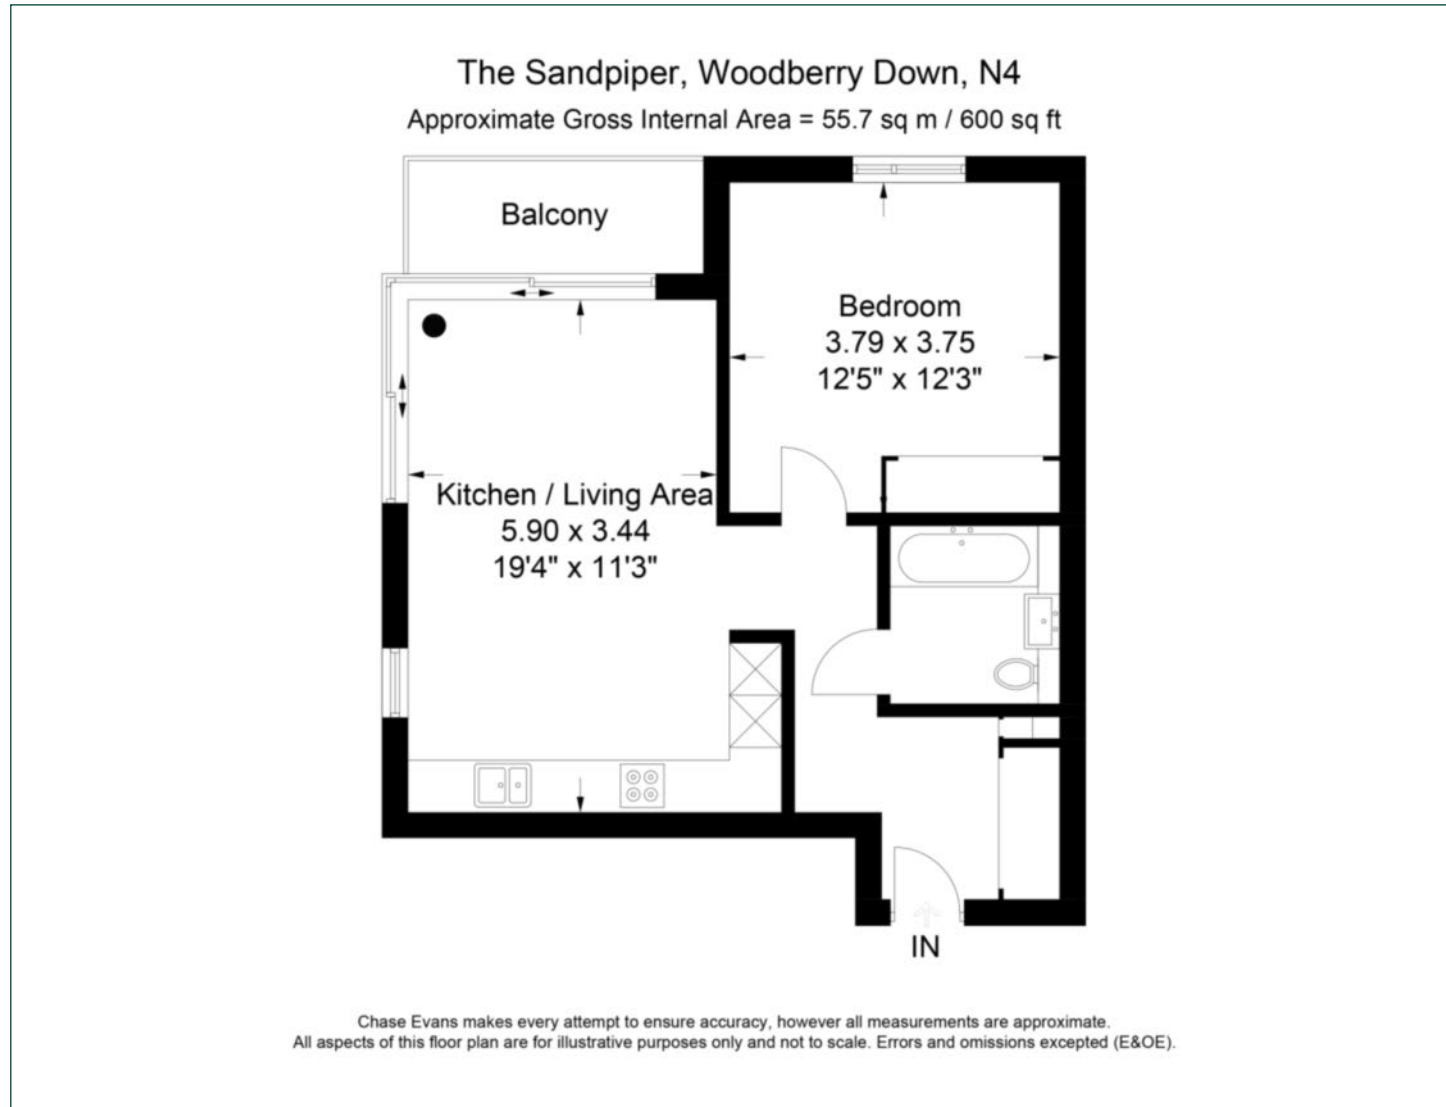 The Sandpiper, Woodberry Down, N4
Approximate Gross Internal Area = 55.7 sq m / 600 sq ft
Balcony
Bedroom
3.79 x 3.75
12'5" x 12'3"
Kitchen / Living Area
5.90 x 3.44
19'4" x 11'3"
IN
Chase Evans makes every attempt to ensure accuracy, however all measurements are approximate.
All aspects of this floor plan are for illustrative purposes only and not to scale. Errors and omissions excepted (E&OE).